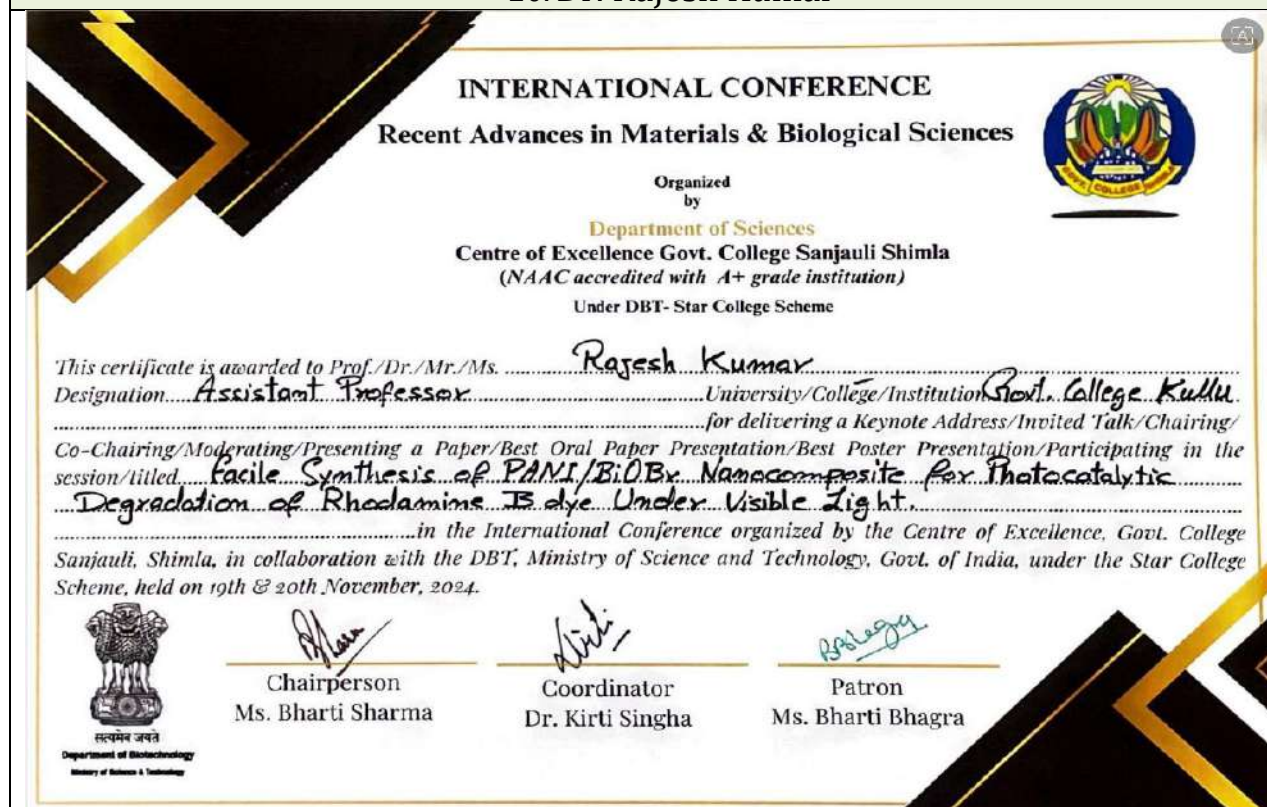 INTERNATIONAL CONFERENCE
Recent Advances in Materials & Biological Sciences
GOVT. COLLEGE SHIMLA
Organized
by
Department of Sciences
Centre of Excellence Govt. College Sanjauli Shimla
(NAAC accredited with A+ grade institution)
Under DBT- Star College Scheme
This certificate is awarded to Prof./Dr./Mr./Ms. Rajesh Kumar
Designation Assistant Professor University/College/Institution Govt. College Kullu
for delivering a Keynote Address/Invited Talk/Chairing/
Co-Chairing/Moderating/Presenting a Paper/Best Oral Paper Presentation/Best Poster Presentation/Participating in the
session/titled Facile Synthesis of PANI/BiOBr Nanocomposite for Photocatalytic
Degradation of Rhodamine B dye Under Visible Light.
in the International Conference organized by the Centre of Excellence, Govt. College
Sanjauli, Shimla, in collaboration with the DBT, Ministry of Science and Technology, Govt. of India, under the Star College
Scheme, held on 19th & 20th November, 2024.
Chairperson Coordinator Patron
Ms. Bharti Sharma Dr. Kirti Singha Ms. Bharti Bhagra
सत्यमेव जयते
Department of Biotechnology
Ministry of Science & Technology